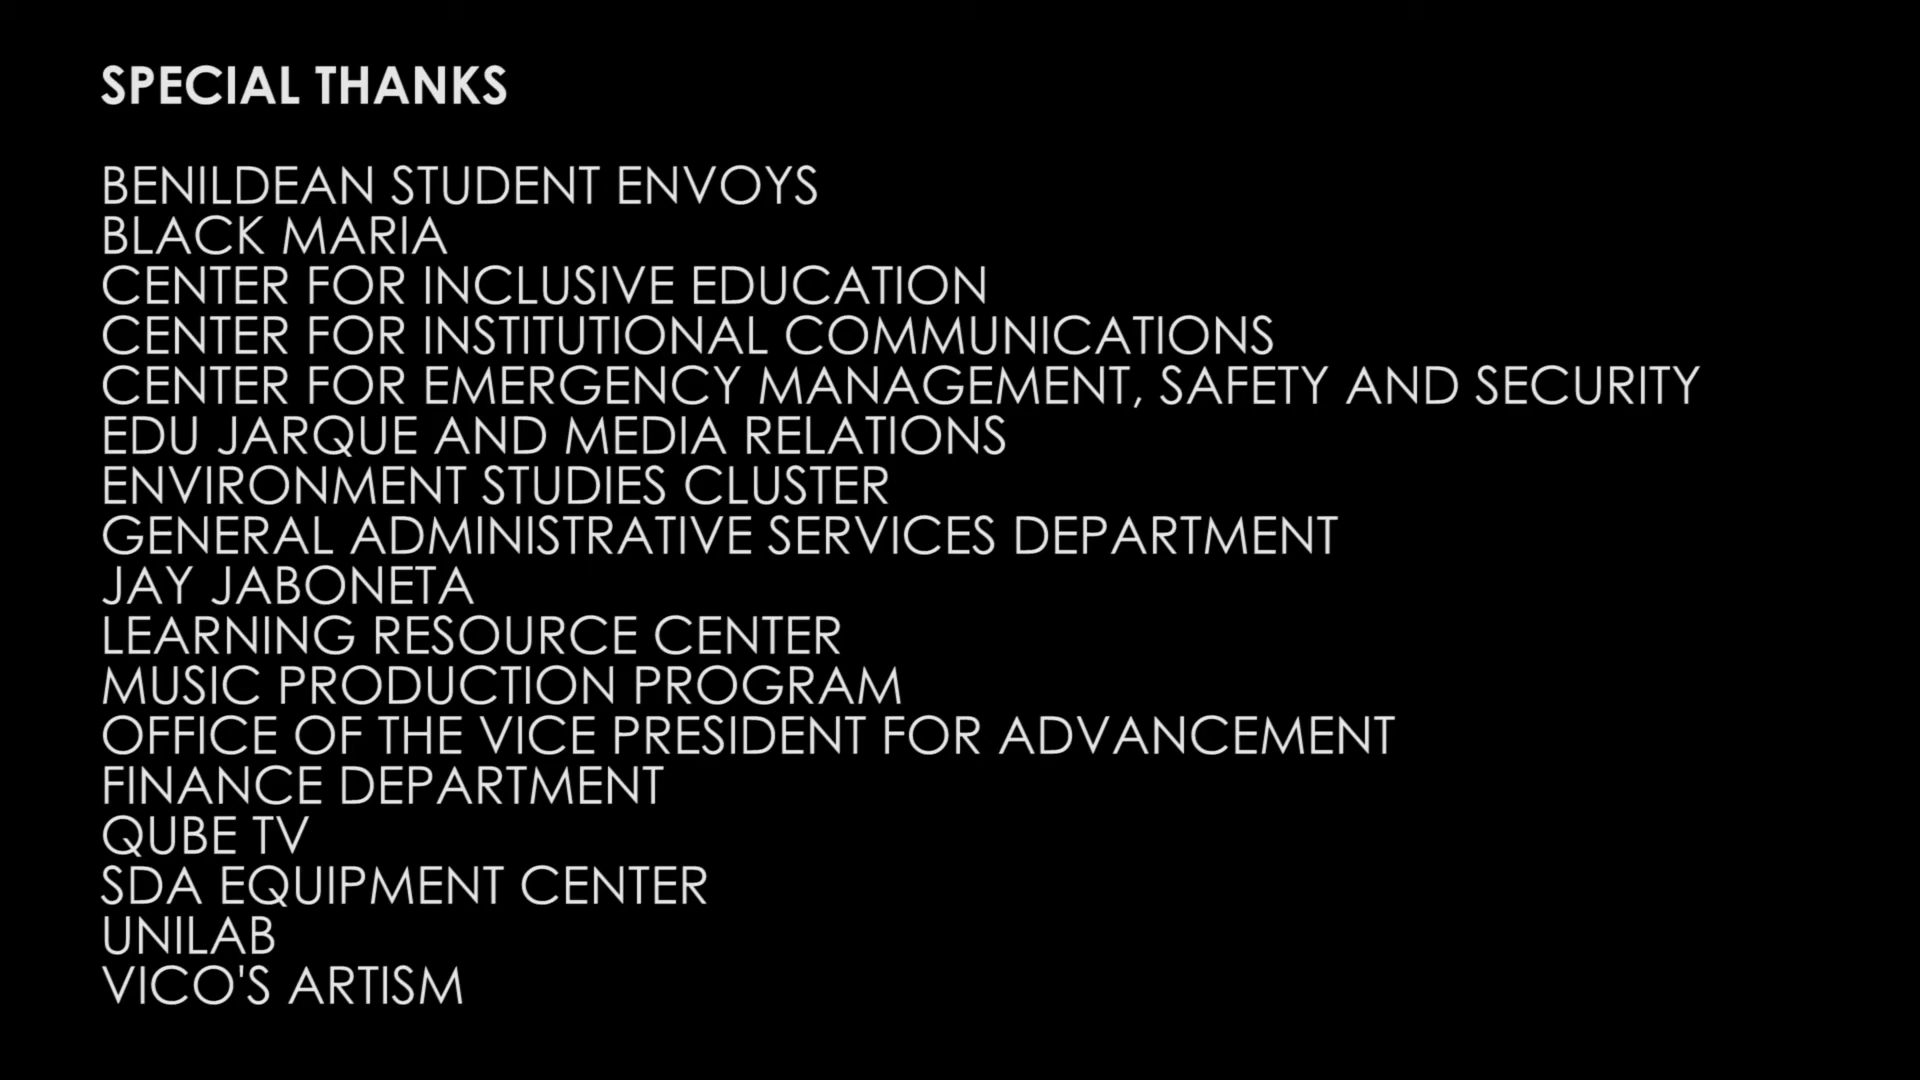 SPECIAL THANKS
BENILDEAN STUDENT ENVOYS
BLACK MARIA
CENTER FOR INCLUSIVE EDUCATION
CENTER FOR INSTITUTIONAL COMMUNICATIONS
CENTER FOR EMERGENCY MANAGEMENT, SAFETY AND SECURITY
EDU JARQUE AND MEDIA RELATIONS
ENVIRONMENT STUDIES CLUSTER
GENERAL ADMINISTRATIVE SERVICES DEPARTMENT
JAY JABONETA
LEARNING RESOURCE CENTER
MUSIC PRODUCTION PROGRAM
OFFICE OF THE VICE PRESIDENT FOR ADVANCEMENT
FINANCE DEPARTMENT
QUBE TV
SDA EQUIPMENT CENTER
UNILAB
VICO'S ARTISM